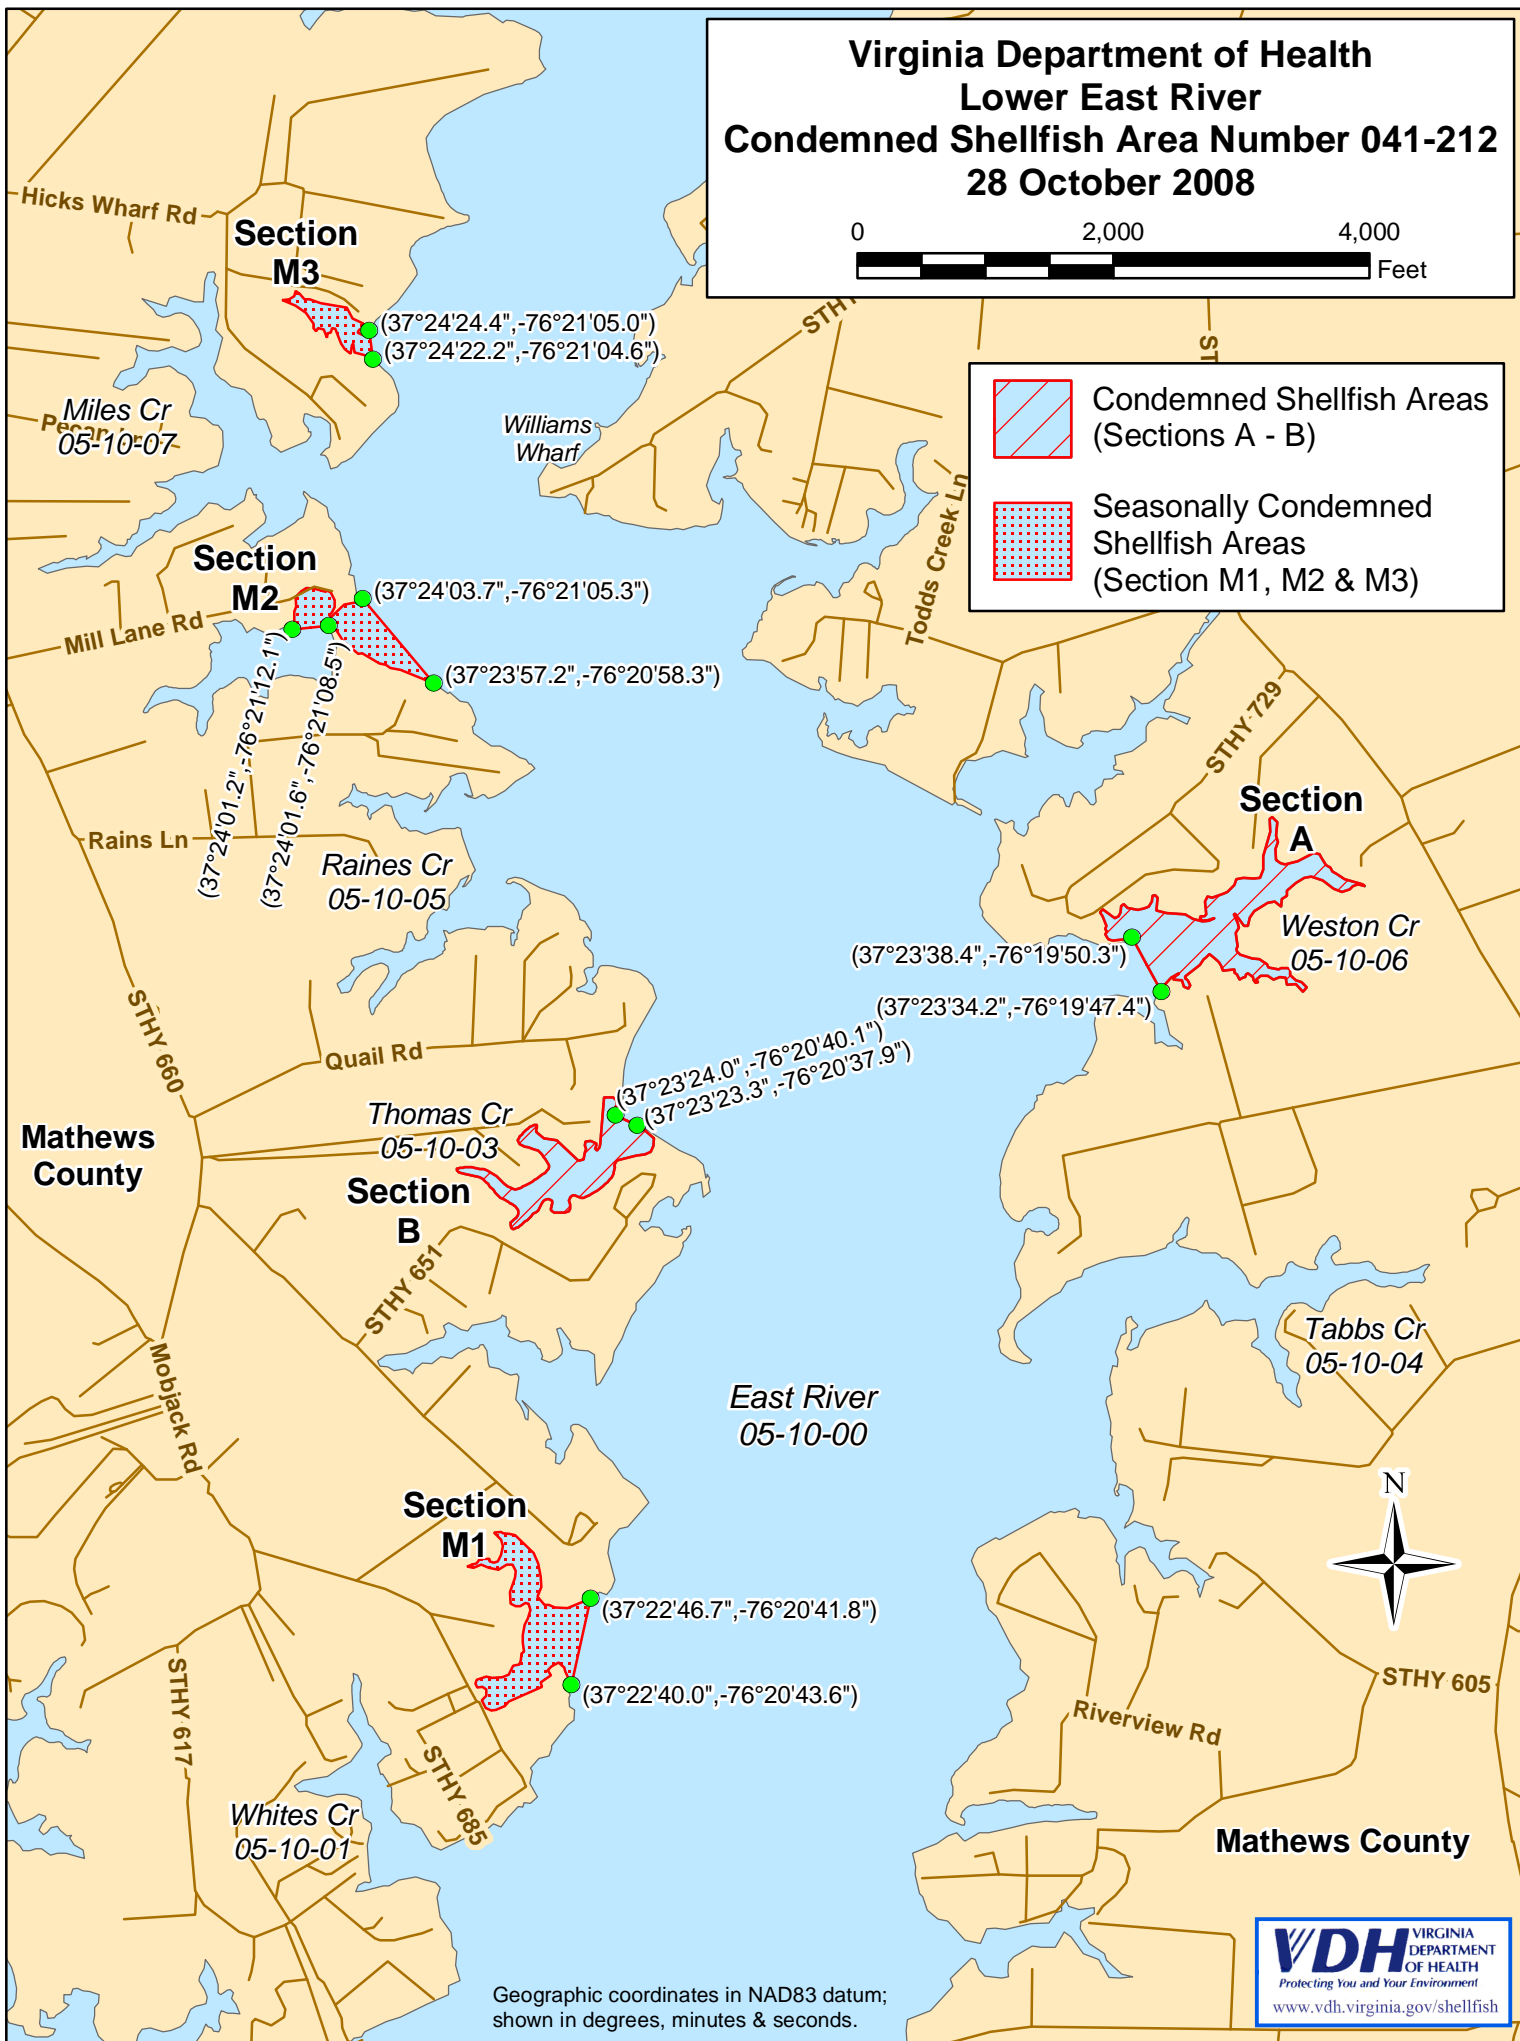 Virginia Department of Health
Lower East River
Condemned Shellfish Area Number 041-212
28 October 2008
0 2,000 4,000
Feet
Hicks Wharf Rd
Section
M3
(37°24'24.4",-76°21'05.0")
(37°24'22.2",-76°21'04.6")
STHY
ST
Condemned Shellfish Areas
(Sections A - B)
Seasonally Condemned
Shellfish Areas
(Section M1, M2 & M3)
Miles Cr
05-10-07
Williams
Wharf
Todds Creek Ln
Section
M2
(37°24'03.7",-76°21'05.3")
Mill Lane Rd
(37°23'57.2",-76°20'58.3")
(37°24'01.2",-76°21'12.1")
(37°24'01.6",-76°21'08.5")
STHY 729
Section
A
Rains Ln
Raines Cr
05-10-05
Weston Cr
05-10-06
(37°23'38.4",-76°19'50.3")
(37°23'34.2",-76°19'47.4")
STHY 660
Quail Rd
(37°23'24.0",-76°20'40.1")
(37°23'23.3",-76°20'37.9")
Thomas Cr
05-10-03
Mathews
County
Section
B
STHY 651
Tabbs Cr
05-10-04
Mobjack Rd
East River
05-10-00
N
Section
M1
(37°22'46.7",-76°20'41.8")
(37°22'40.0",-76°20'43.6")
STHY 605
STHY 617
Riverview Rd
STHY 685
Whites Cr
05-10-01
Mathews County
VDH
VIRGINIA
DEPARTMENT
OF HEALTH
Protecting You and Your Environment
www.vdh.virginia.gov/shellfish
Geographic coordinates in NAD83 datum;
shown in degrees, minutes & seconds.